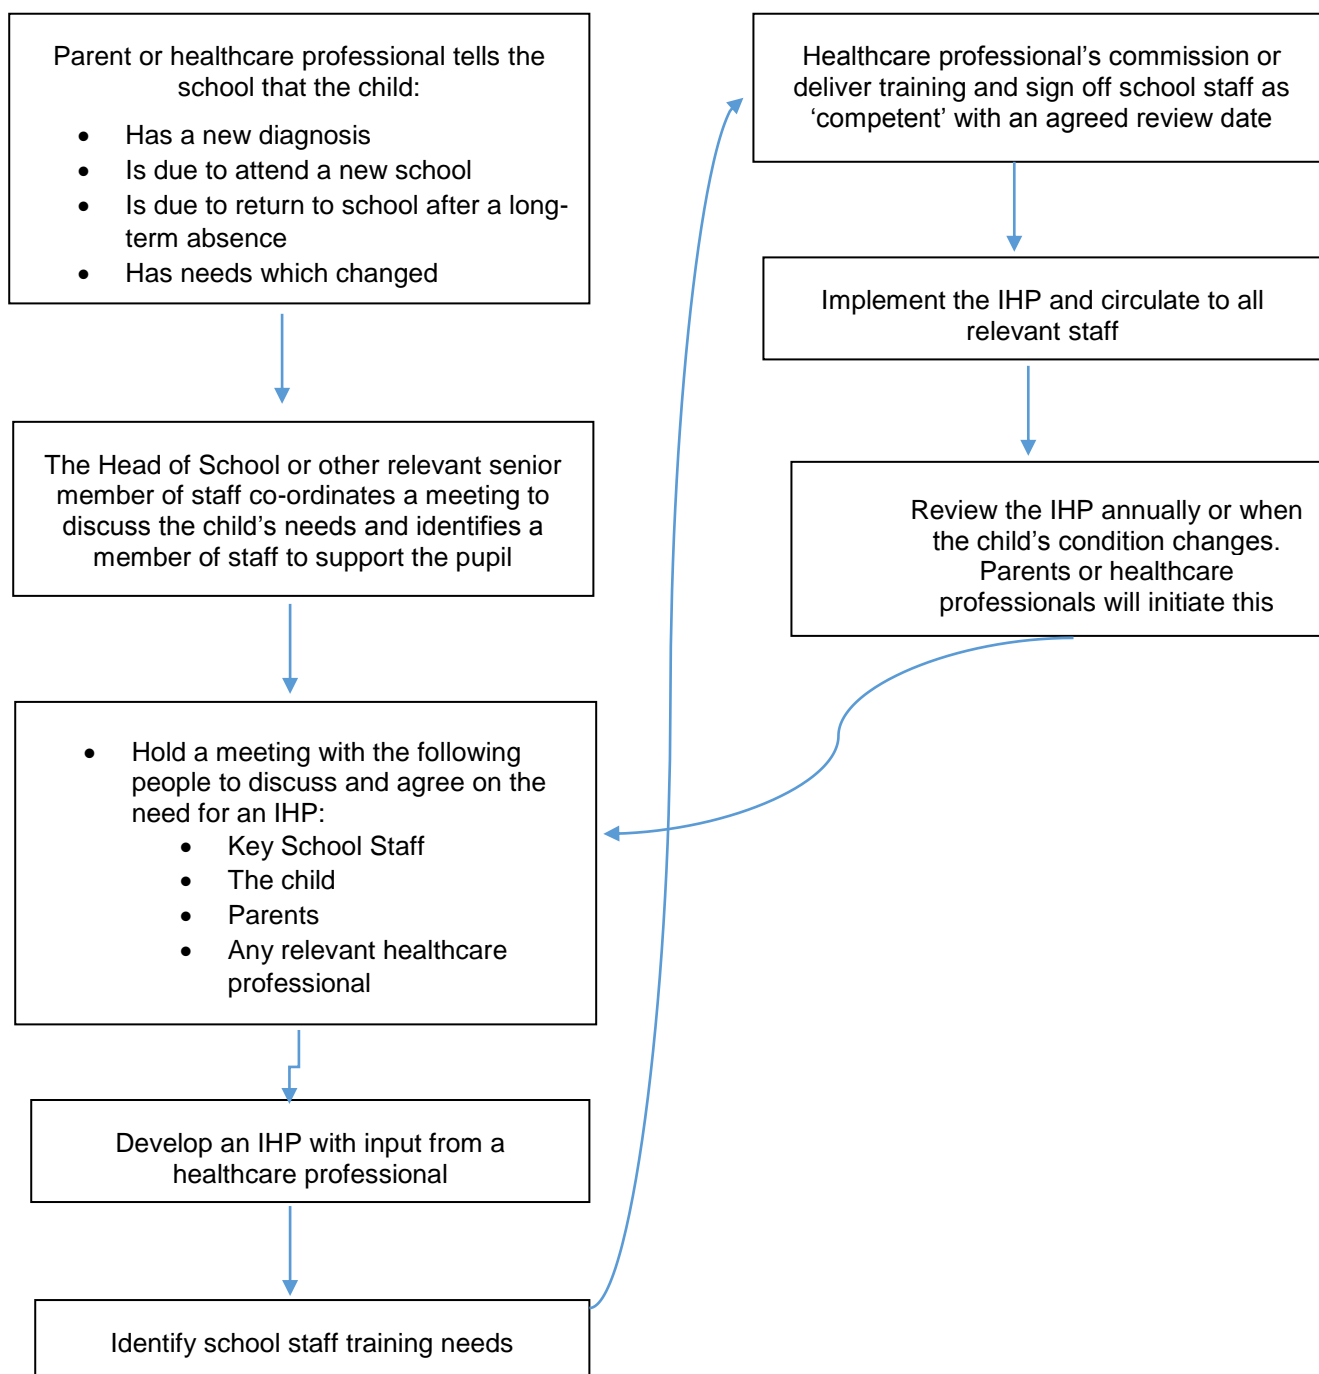 Parent or healthcare professional tells the
school that the child:
• Has a new diagnosis
• Is due to attend a new school
• Is due to return to school after a long-
term absence
• Has needs which changed
The Head of School or other relevant senior
member of staff co-ordinates a meeting to
discuss the child’s needs and identifies a
member of staff to support the pupil
• Hold a meeting with the following
people to discuss and agree on the
need for an IHP:
• Key School Staff
• The child
• Parents
• Any relevant healthcare
professional
Develop an IHP with input from a
healthcare professional
Identify school staff training needs
Healthcare professional’s commission or
deliver training and sign off school staff as
‘competent’ with an agreed review date
Implement the IHP and circulate to all
relevant staff
Review the IHP annually or when
the child’s condition changes.
Parents or healthcare
professionals will initiate this